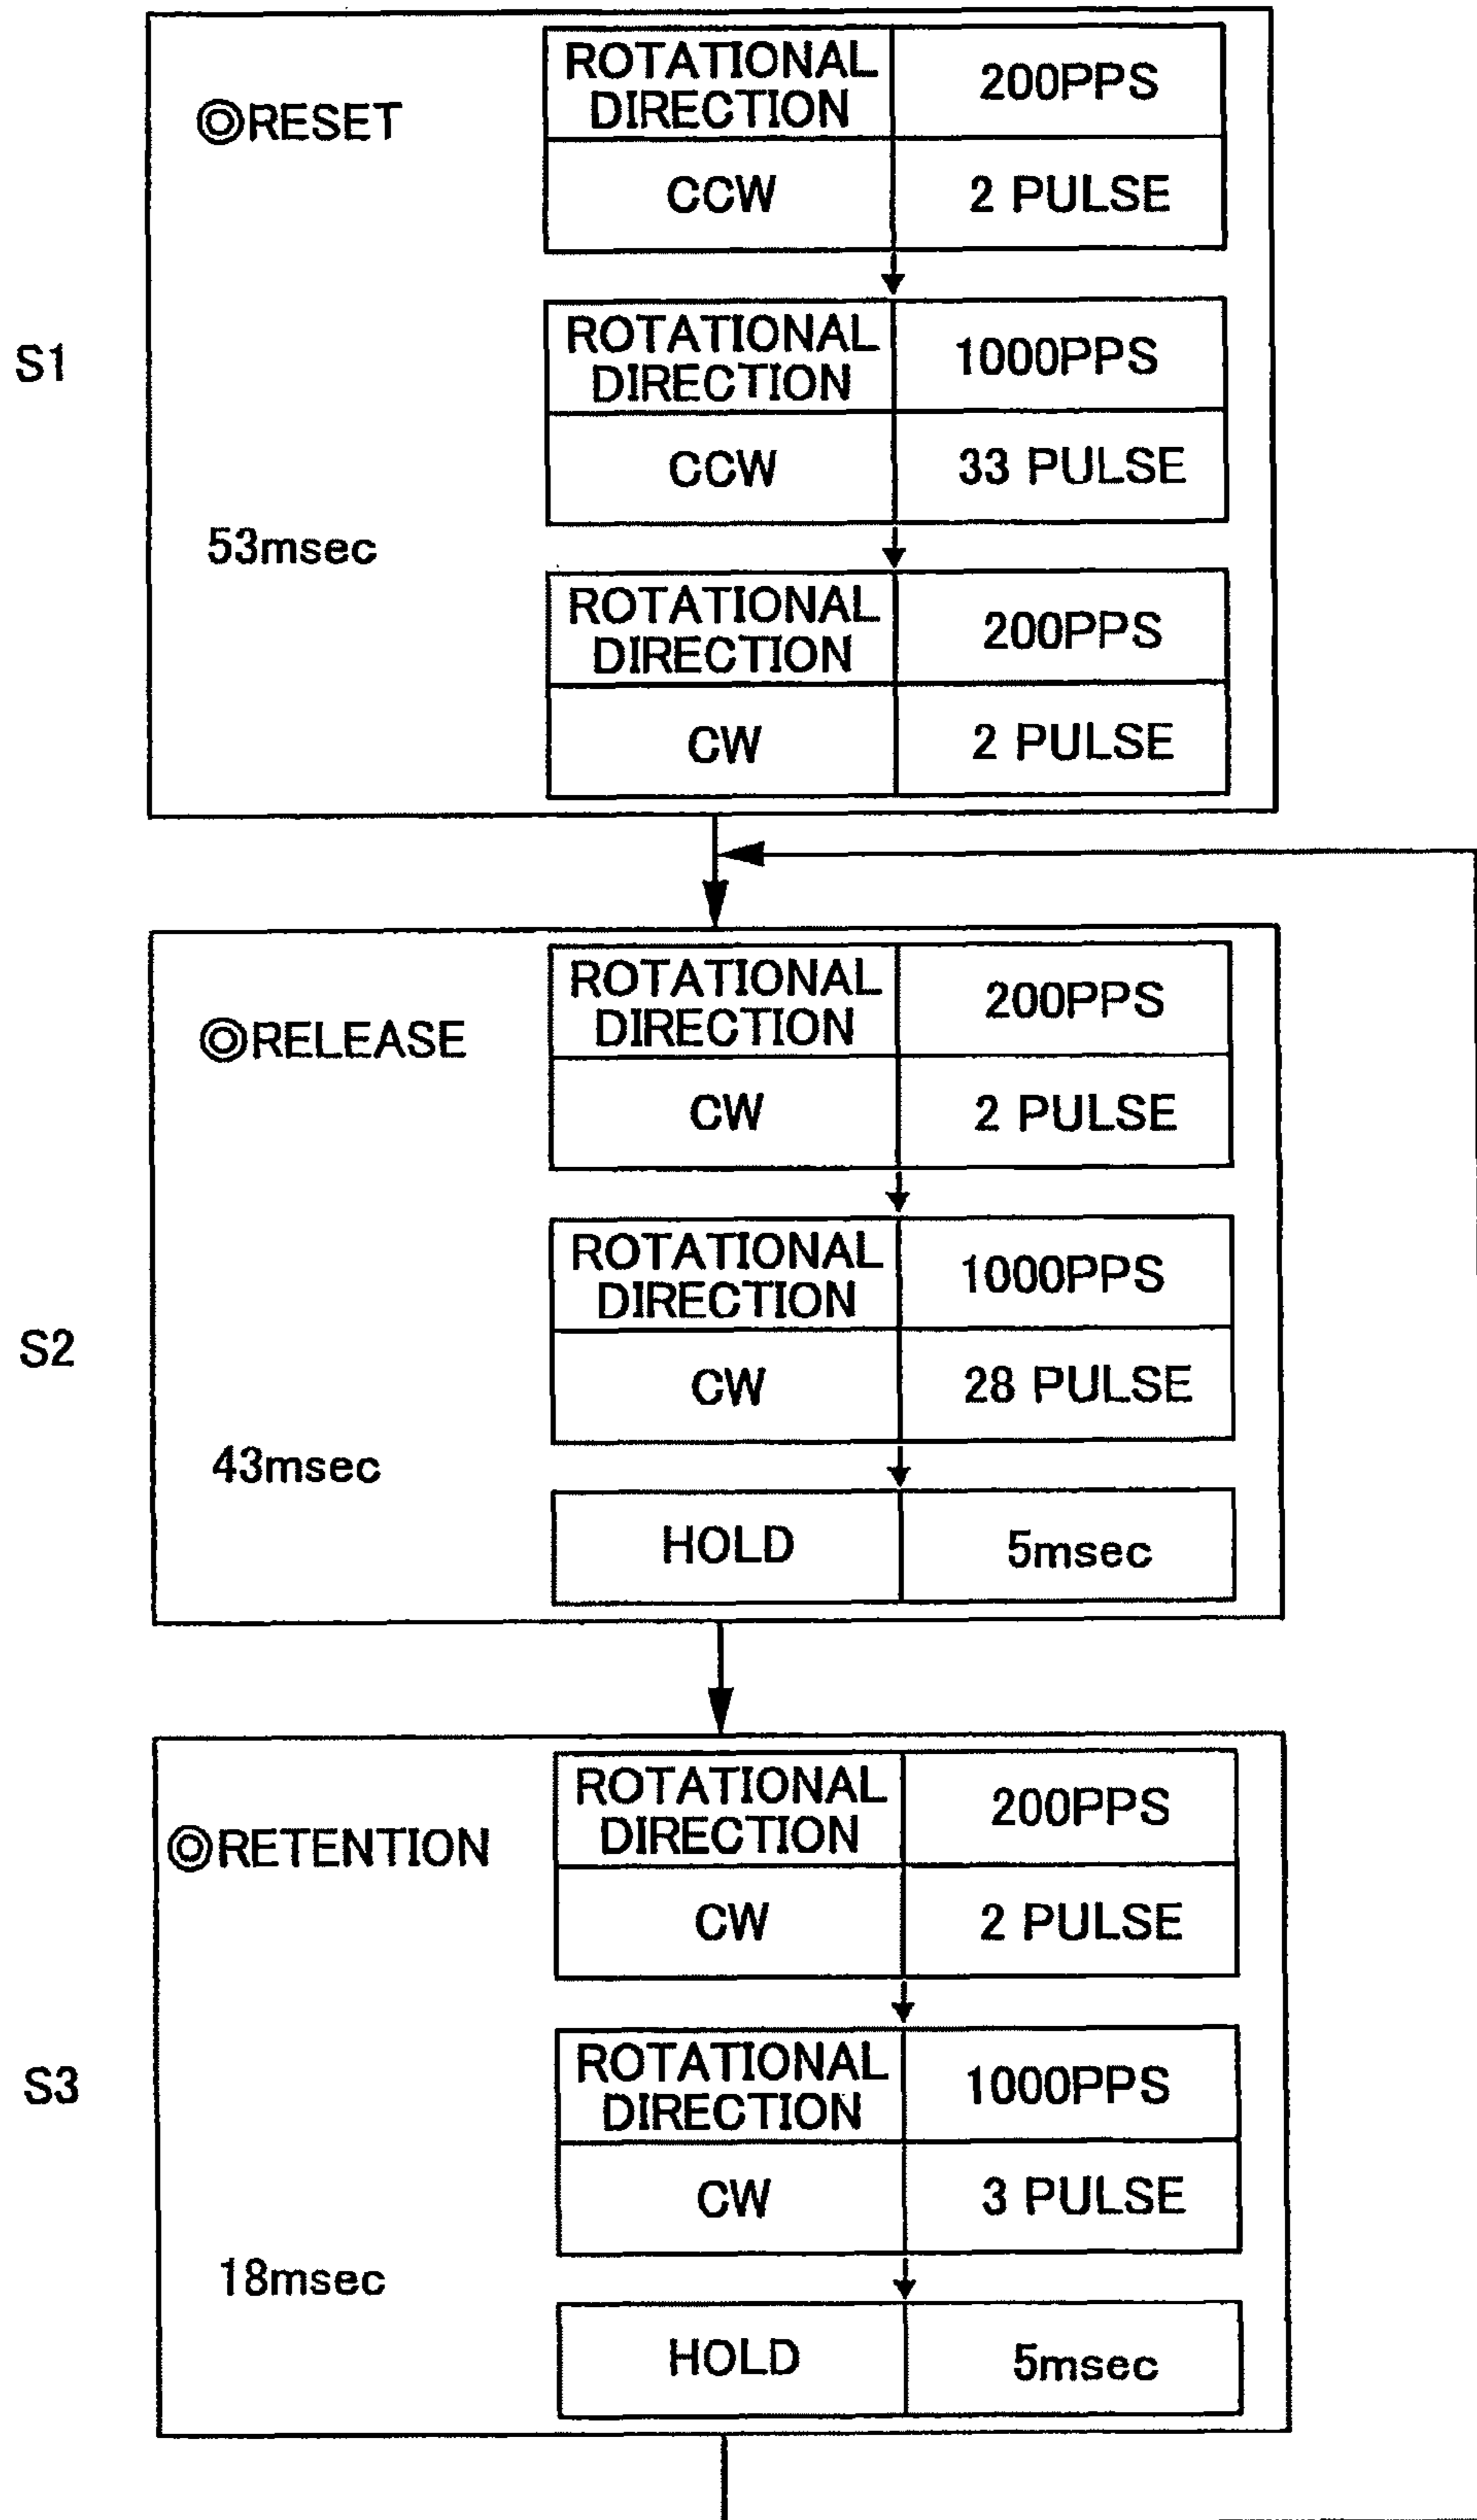 ◎RESET
ROTATIONAL DIRECTION
200PPS
CCW
2 PULSE
S1
ROTATIONAL DIRECTION
1000PPS
CCW
33 PULSE
53msec
ROTATIONAL DIRECTION
200PPS
CW
2 PULSE
◎RELEASE
ROTATIONAL DIRECTION
200PPS
CW
2 PULSE
S2
ROTATIONAL DIRECTION
1000PPS
CW
28 PULSE
43msec
HOLD
5msec
◎RETENTION
ROTATIONAL DIRECTION
200PPS
CW
2 PULSE
S3
ROTATIONAL DIRECTION
1000PPS
CW
3 PULSE
18msec
HOLD
5msec